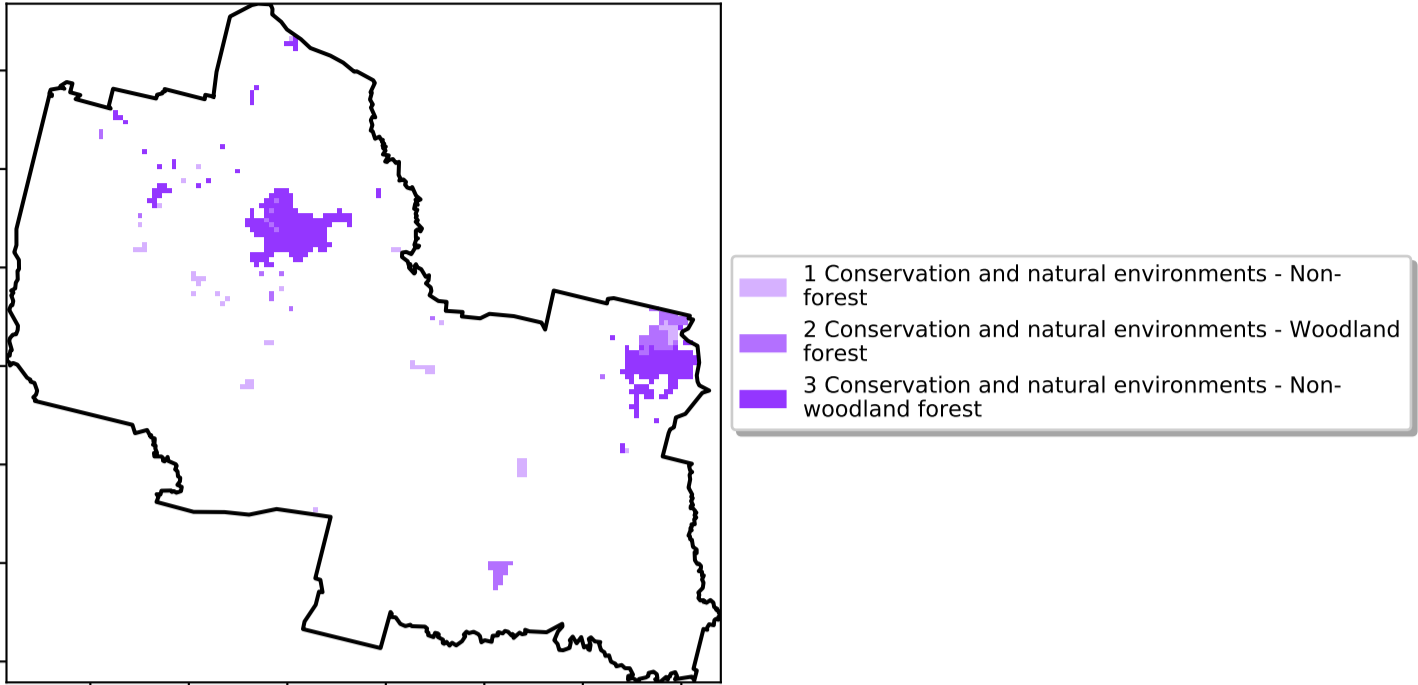 1 Conservation and natural environments - Non-
forest
2 Conservation and natural environments - Woodland
forest
3 Conservation and natural environments - Non-
woodland forest